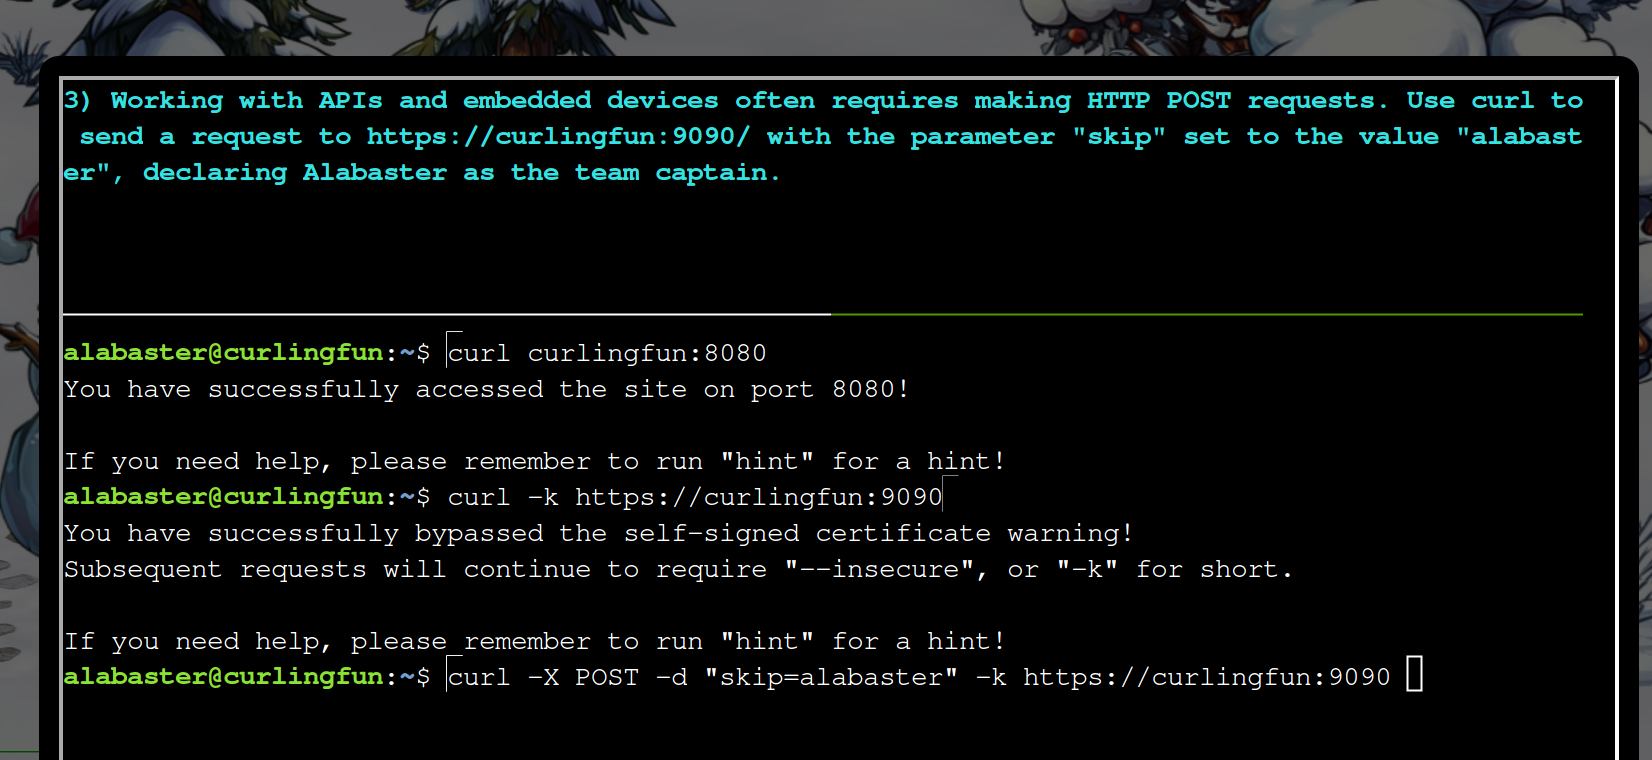 3) Working with APIs and embedded devices often requires making HTTP POST requests. Use curl to
 send a request to https://curlingfun:9090/ with the parameter "skip" set to the value "alabast
er", declaring Alabaster as the team captain.
alabaster@curlingfun:~$ curl curlingfun:8080
You have successfully accessed the site on port 8080!
If you need help, please remember to run "hint" for a hint!
alabaster@curlingfun:~$ curl -k https://curlingfun:9090
You have successfully bypassed the self-signed certificate warning!
Subsequent requests will continue to require "--insecure", or "-k" for short.
If you need help, please remember to run "hint" for a hint!
alabaster@curlingfun:~$ curl -X POST -d "skip=alabaster" -k https://curlingfun:9090